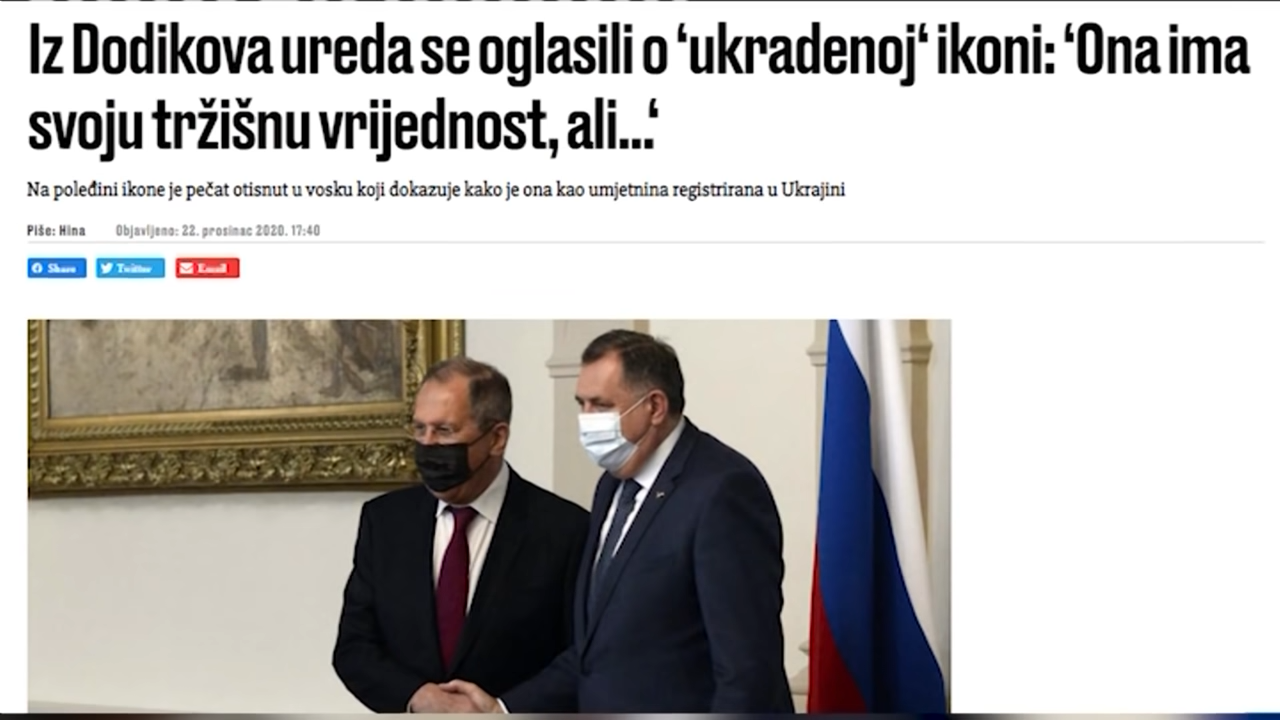 Iz Dodikova ureda se oglasili o ‘ukradenoj‘ ikoni: ‘Ona ima
svoju tržišnu vrijednost, ali...‘
Na poleđini ikone je pečat otisnut u vosku koji dokazuje kako je ona kao umjetnina registrirana u Ukrajini
Piše: Hina Objavljeno: 22. prosinac 2020. 17:40
Share Twitter Email